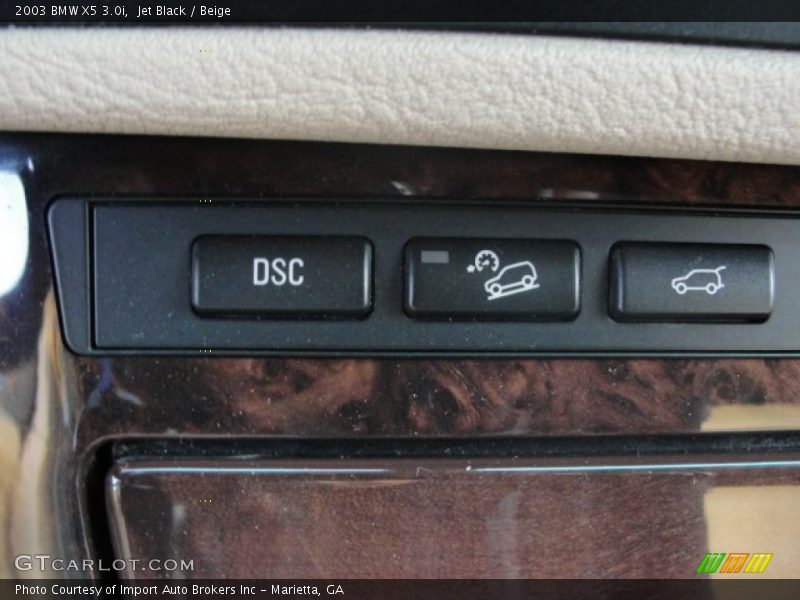 2003 BMW X5 3.0i,  Jet Black / Beige
DSC
GTCARLOT.COM
Photo Courtesy of Import Auto Brokers Inc - Marietta, GA